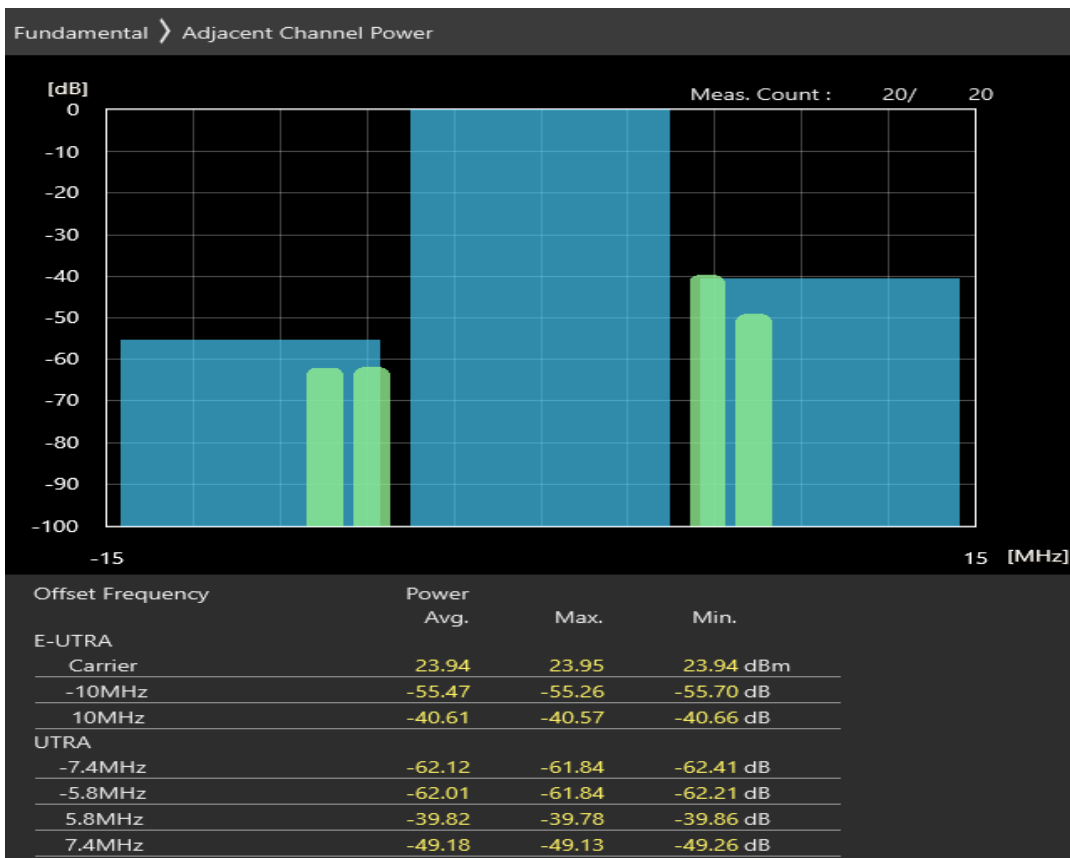 Fundamental 〉 Adjacent Channel Power
[dB]
Meas. Count : 20/ 20
0
-10
-20
-30
-40
-50
-60
-70
-80
-90
-100
-15 15 [MHz]
Offset Frequency Power
Avg. Max. Min.
E-UTRA
Carrier 23.94 23.95 23.94 dBm
-10MHz -55.47 -55.26 -55.70 dB
10MHz -40.61 -40.57 -40.66 dB
UTRA
-7.4MHz -62.12 -61.84 -62.41 dB
-5.8MHz -62.01 -61.84 -62.21 dB
5.8MHz -39.82 -39.78 -39.86 dB
7.4MHz -49.18 -49.13 -49.26 dB